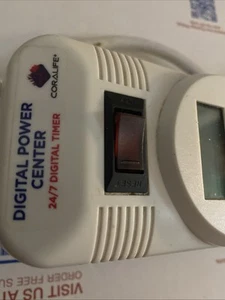 CORALIFE
DIGITAL POWER
CENTER
24/7 DIGITAL TIMER
VISIT US AT
ORDER FREE SU